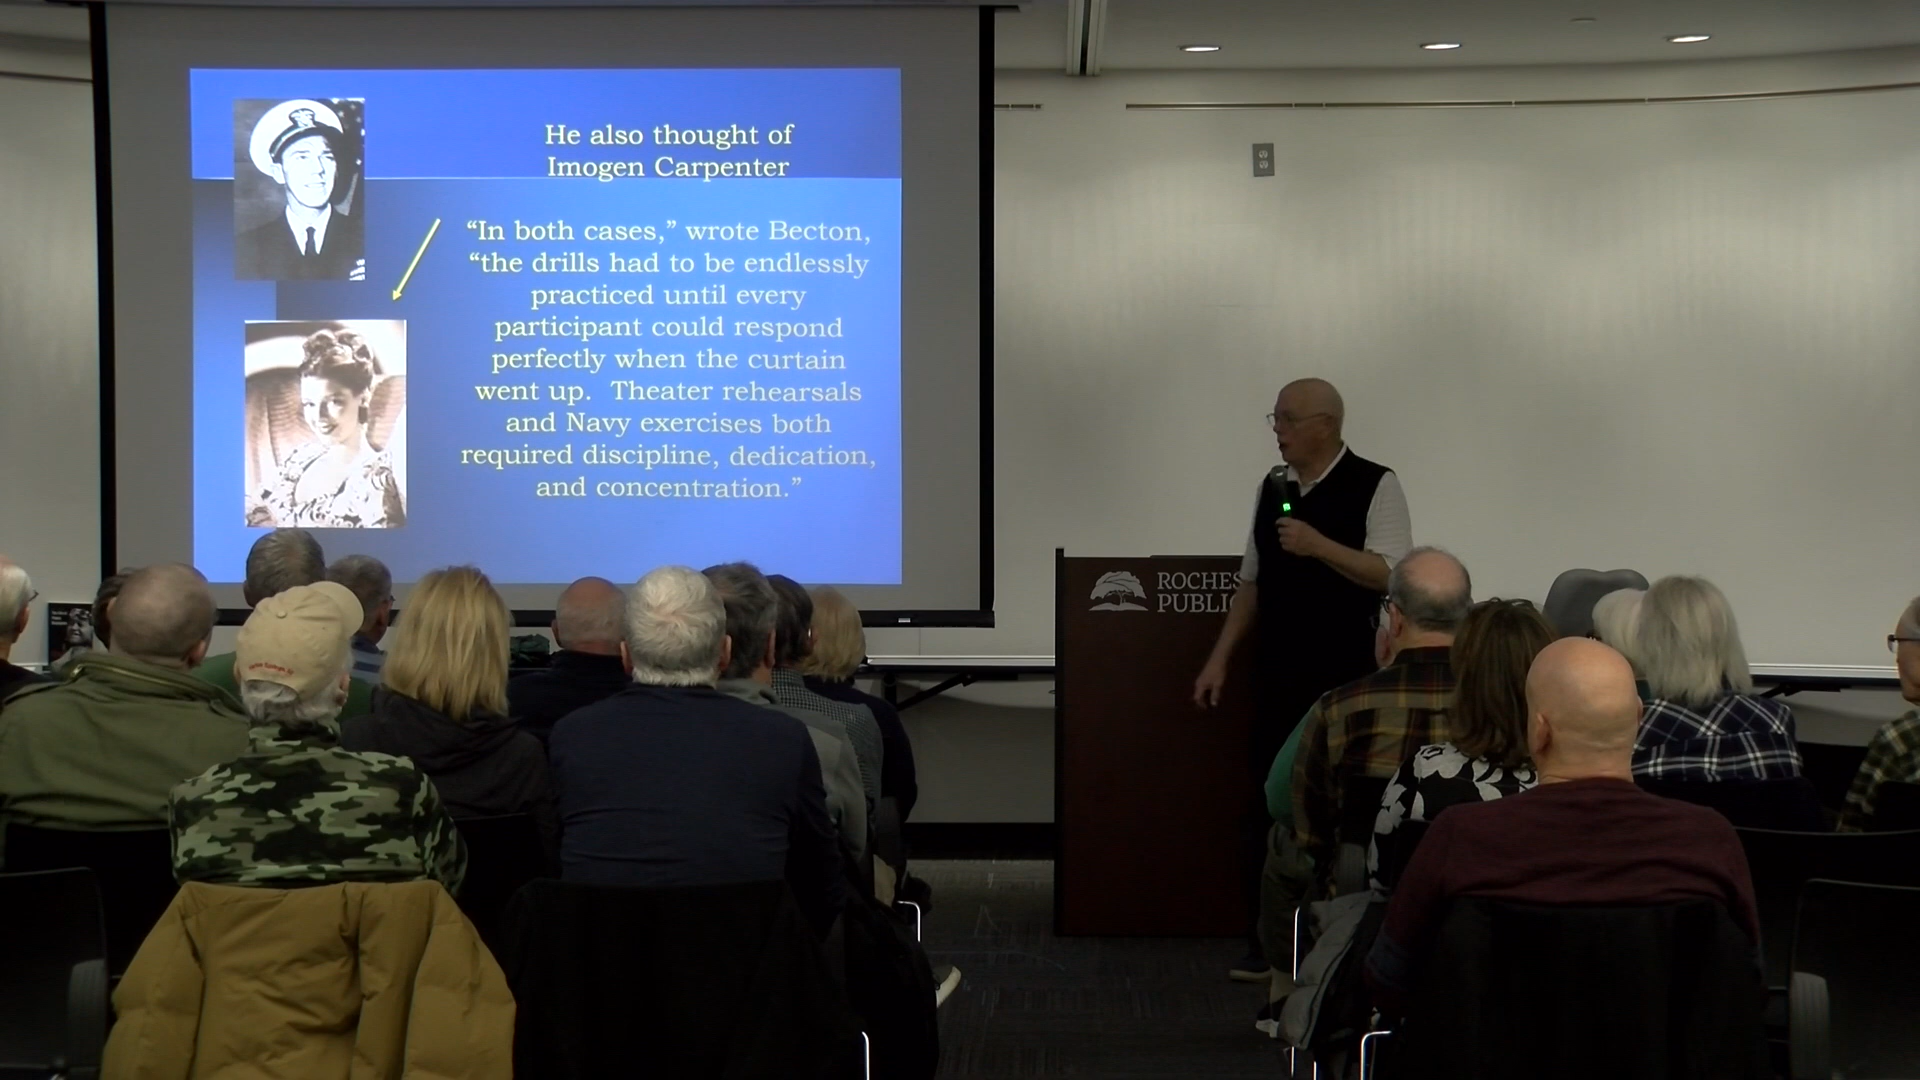 He also thought of
Imogen Carpenter
“In both cases,” wrote Becton,
“the drills had to be endlessly
practiced until every
participant could respond
perfectly when the curtain
went up.  Theater rehearsals
and Navy exercises both
required discipline, dedication,
and concentration.”
ROCHES
PUBLIC